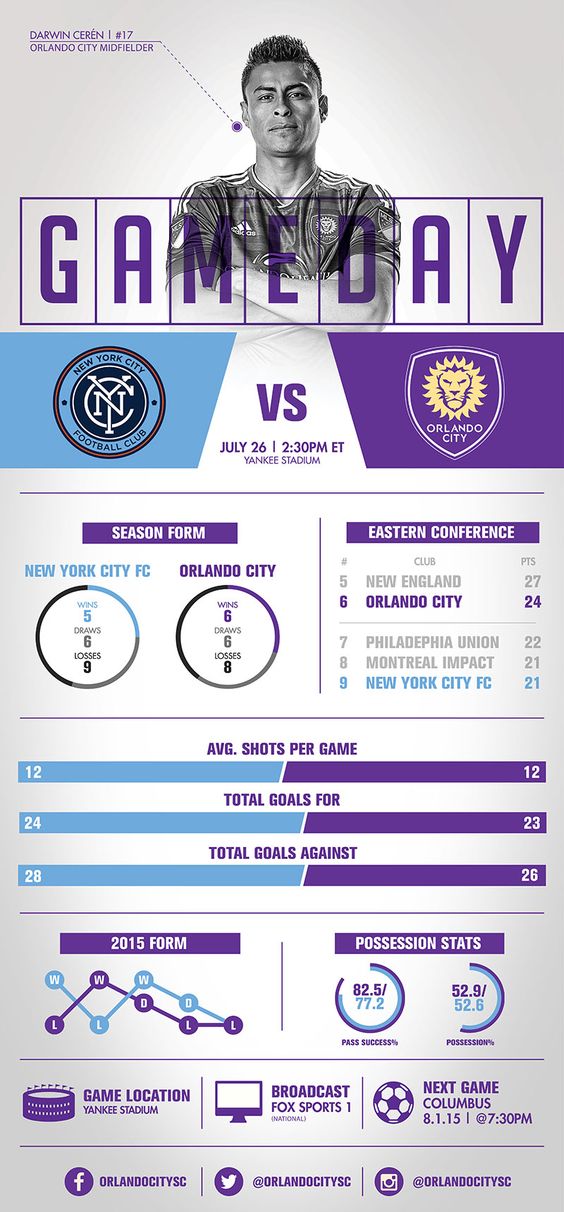 DARWIN CERÉN | #17
ORLANDO CITY MIDFIELDER
GAMEDAY
adidas
NEW YORK CITY
NYC
FOOTBALL CLUB
VS
JULY 26 | 2:30PM ET
YANKEE STADIUM
ORLANDO
CITY
SEASON FORM
NEW YORK CITY FC
WINS
5
DRAWS
6
LOSSES
9
ORLANDO CITY
WINS
6
DRAWS
6
LOSSES
8
EASTERN CONFERENCE
# CLUB PTS
5 NEW ENGLAND 27
6 ORLANDO CITY 24
7 PHILADEPHIA UNION 22
8 MONTREAL IMPACT 21
9 NEW YORK CITY FC 21
AVG. SHOTS PER GAME
12 12
TOTAL GOALS FOR
24 23
TOTAL GOALS AGAINST
28 26
2015 FORM
W W W
D D
L L L L
POSSESSION STATS
82.5/
77.2
PASS SUCCESS%
52.9/
52.6
POSSESSION%
GAME LOCATION
YANKEE STADIUM
BROADCAST
FOX SPORTS 1
(NATIONAL)
NEXT GAME
COLUMBUS
8.1.15 | @7:30PM
ORLANDOCITYSC
@ORLANDOCITYSC
@ORLANDOCITYSC